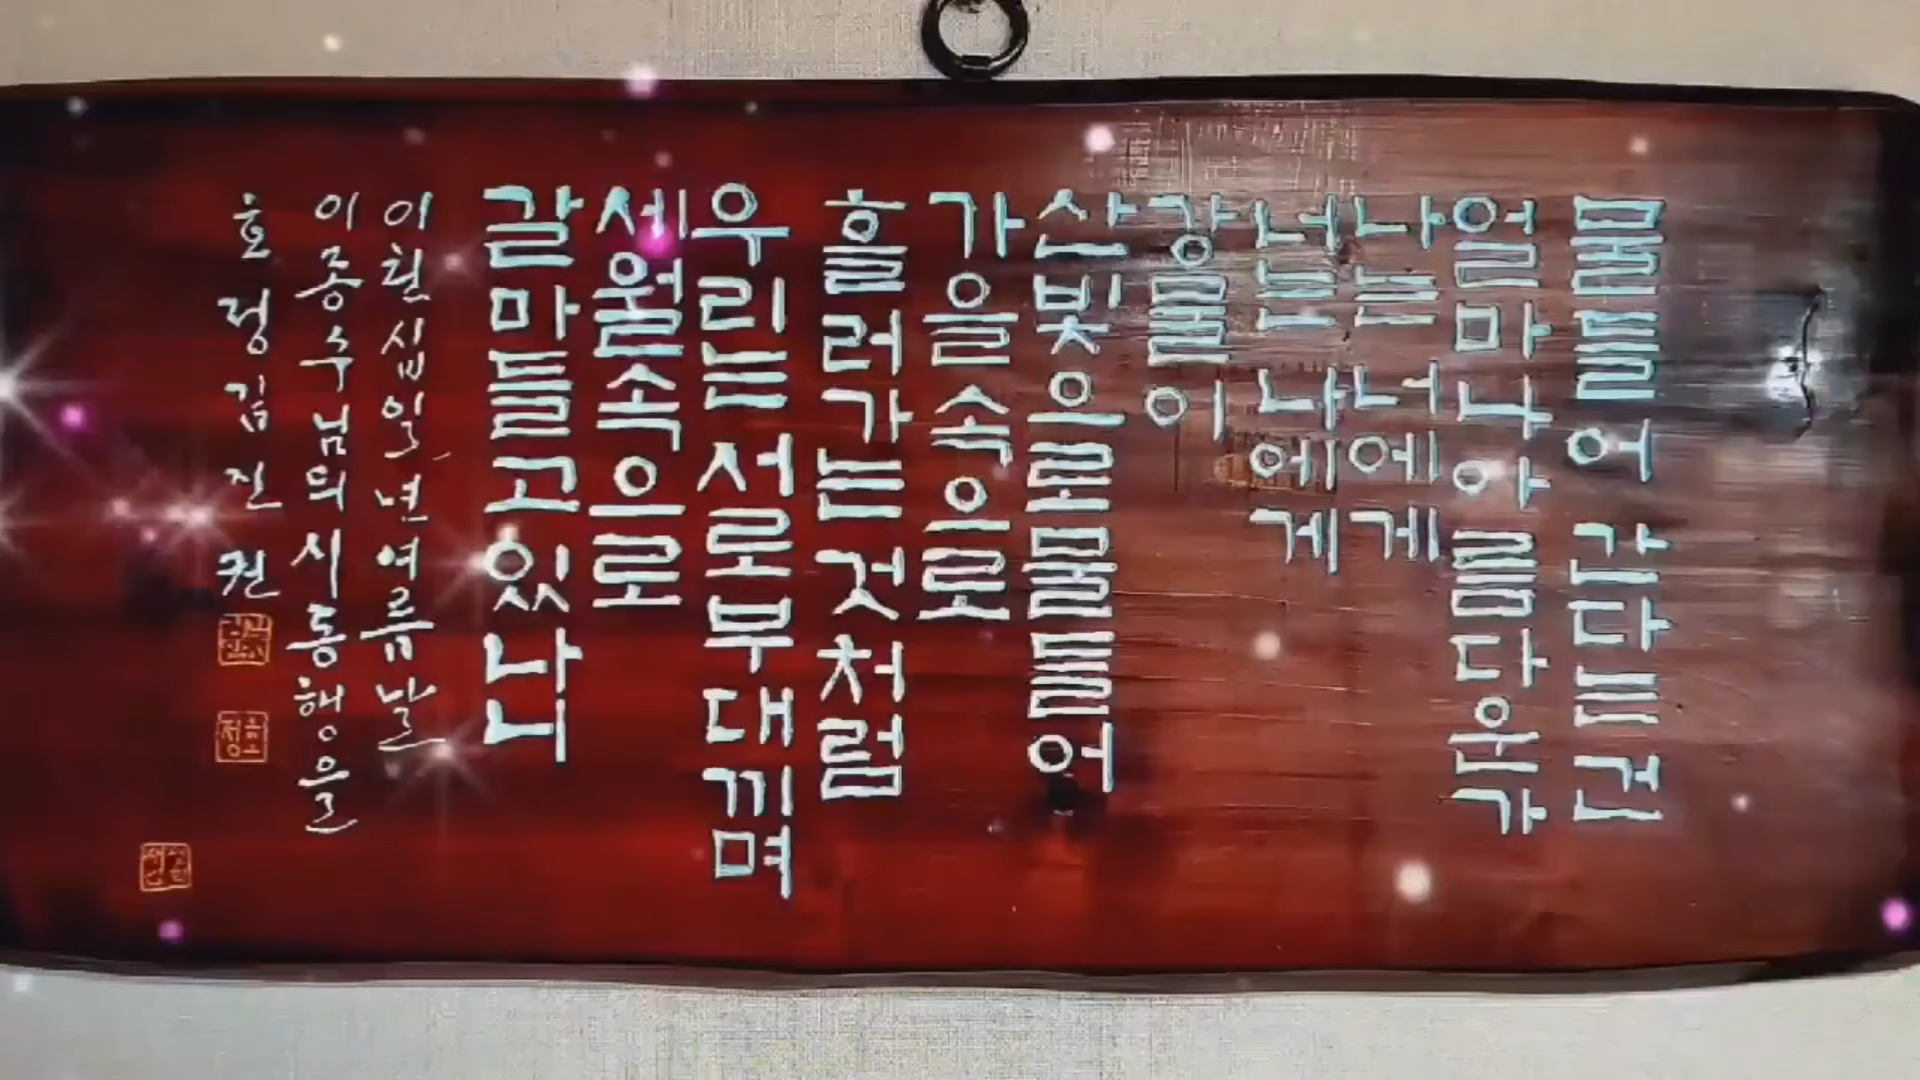 물들어 간다는 건
얼마나 아름다운가
나는 너에게
너는 나에게
강물이
산빛으로 물들어
가을 속으로
흘러가는 것처럼
우리는 서로 부대끼며
세월 속으로
갈마들고 있나니
이천십일년 여름날
이종수님의 시 동행을
효정 김진권